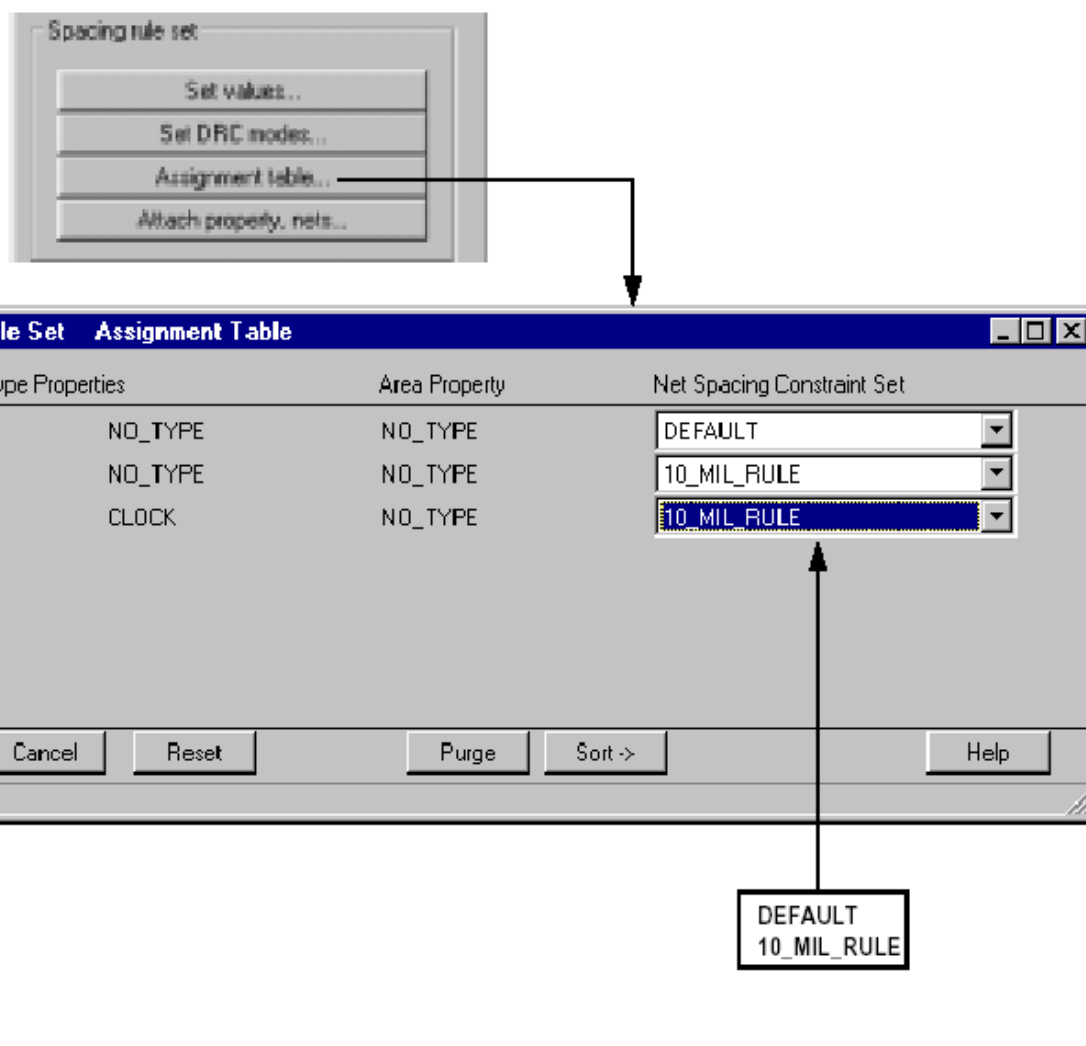 Spacing rule set
Set values...
Set DRC modes...
Assignment table...
Attach property, nets...
le Set Assignment Table
ype Properties Area Property Net Spacing Constraint Set
NO_TYPE NO_TYPE DEFAULT
NO_TYPE NO_TYPE 10_MIL_RULE
CLOCK NO_TYPE 10_MIL_RULE
Cancel Reset Purge Sort -> Help
DEFAULT
10_MIL_RULE